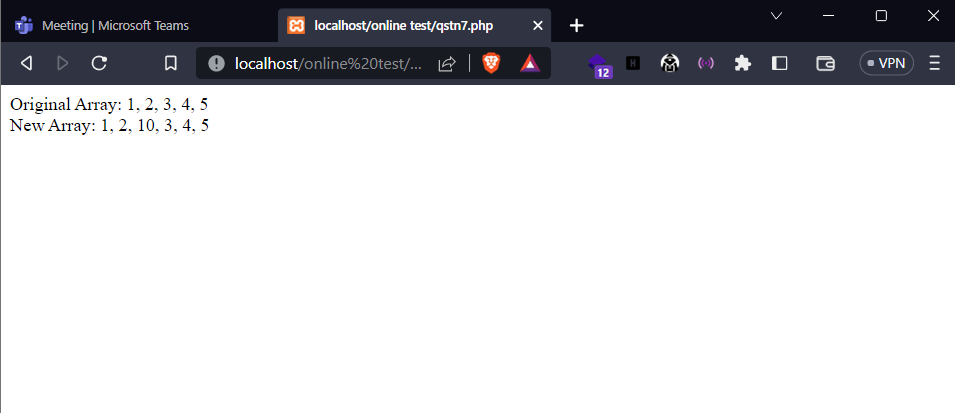 Meeting | Microsoft Teams
localhost/online test/qstn7.php
localhost/online%20test/...
12
H
VPN
Original Array: 1, 2, 3, 4, 5
New Array: 1, 2, 10, 3, 4, 5